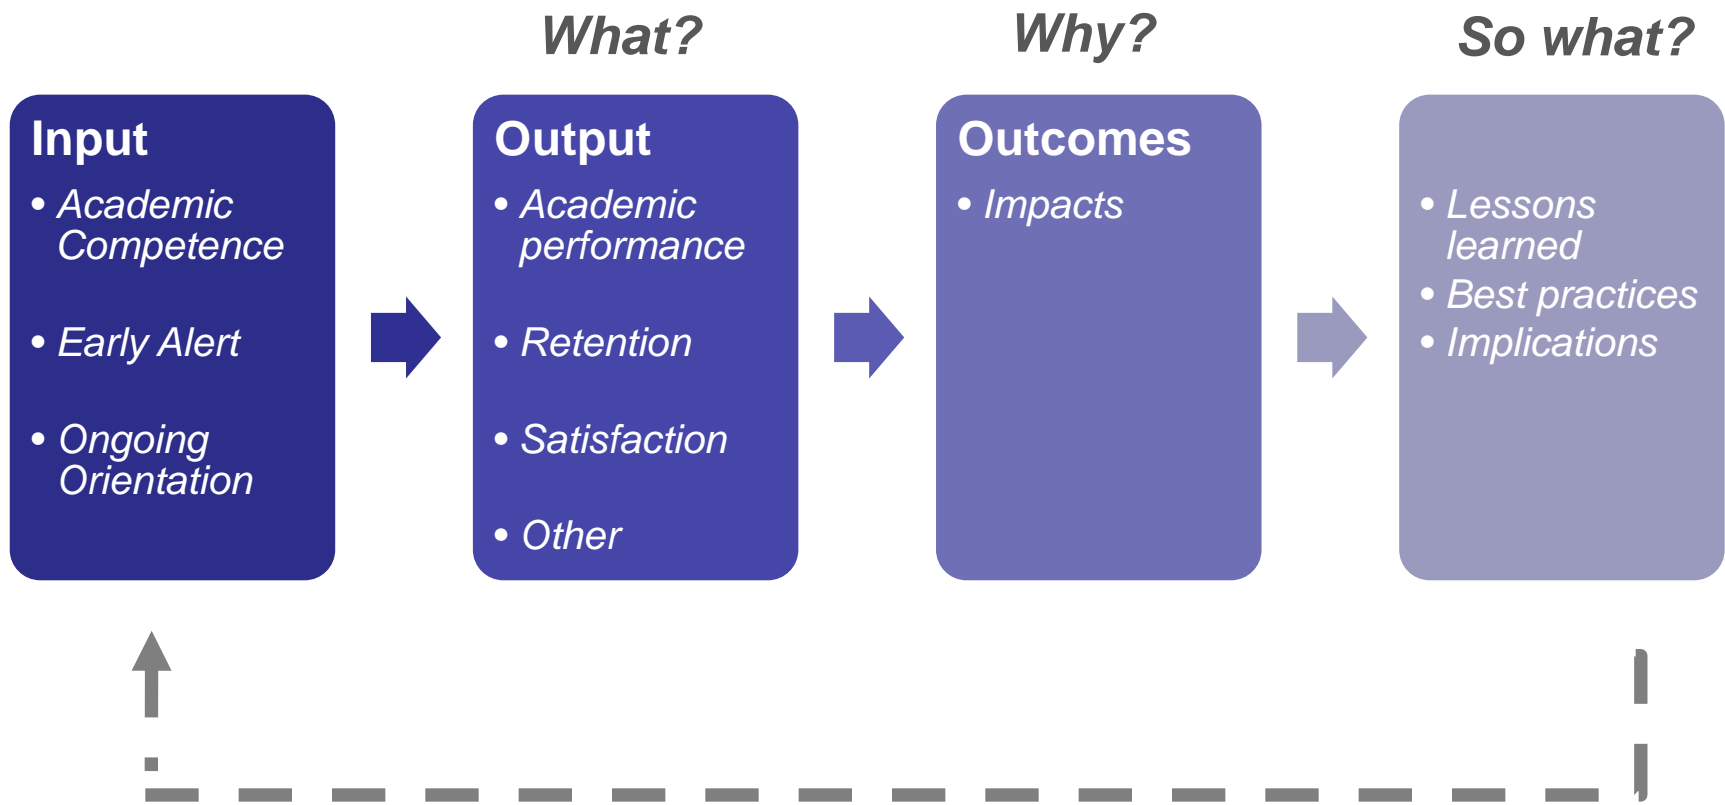 What?
Why?
So what?
Input
• Academic
Competence
• Early Alert
• Ongoing
Orientation
Output
• Academic
performance
• Retention
• Satisfaction
• Other
Outcomes
• Impacts
• Lessons
learned
• Best practices
• Implications